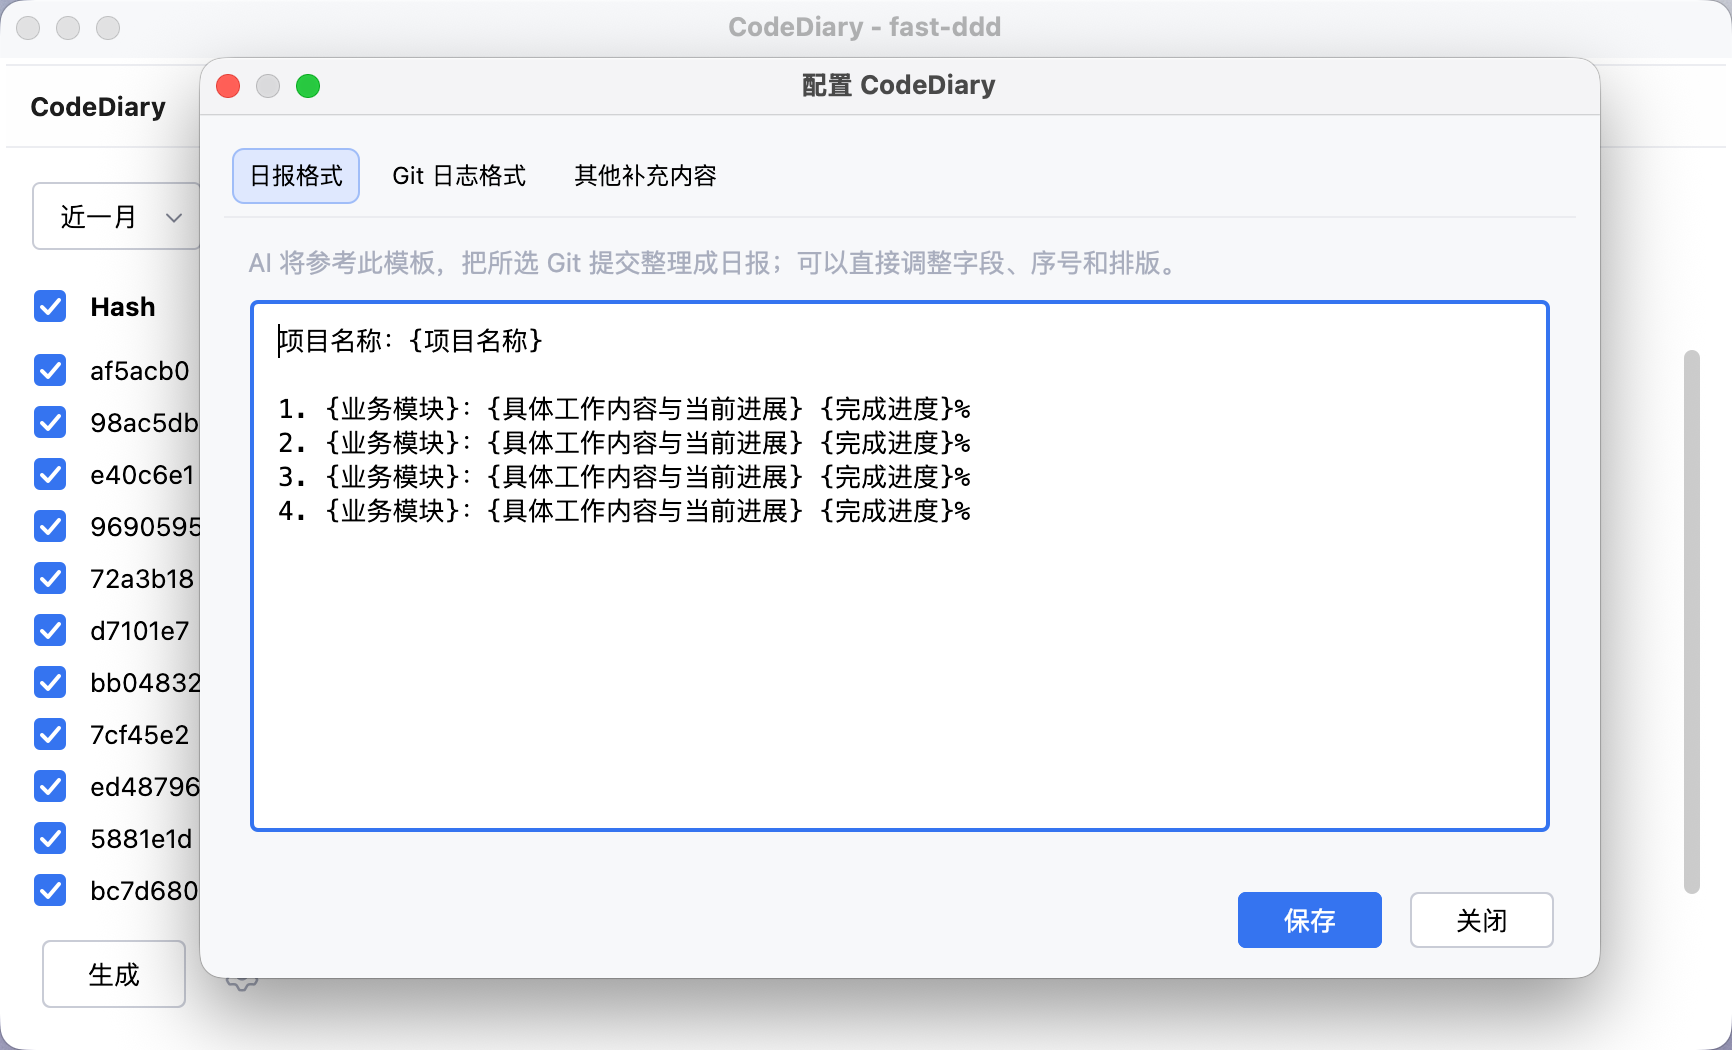 CodeDiary - fast-ddd
配置 CodeDiary
CodeDiary
日报格式
Git 日志格式
其他补充内容
近一月
AI 将参考此模板，把所选 Git 提交整理成日报；可以直接调整字段、序号和排版。
项目名称：{项目名称}
1. {业务模块}：{具体工作内容与当前进展} {完成进度}%
2. {业务模块}：{具体工作内容与当前进展} {完成进度}%
3. {业务模块}：{具体工作内容与当前进展} {完成进度}%
4. {业务模块}：{具体工作内容与当前进展} {完成进度}%
Hash
af5acb0
98ac5db
e40c6e1
9690595
72a3b18
d7101e7
bb04832
7cf45e2
ed48796
5881e1d
bc7d680
保存
关闭
生成